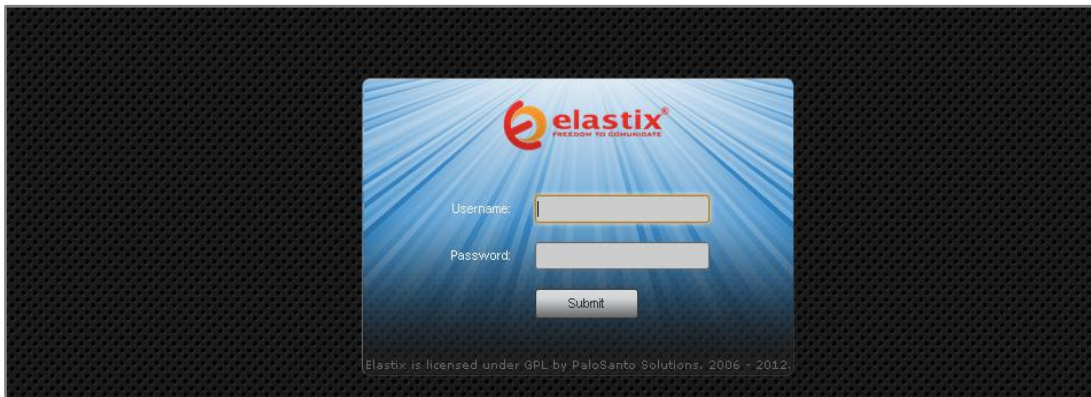 elastix®
FREEDOM TO COMUNICATE
Username:
Password:
Submit
Elastix is licensed under GPL by PaloSanto Solutions. 2006 - 2012.